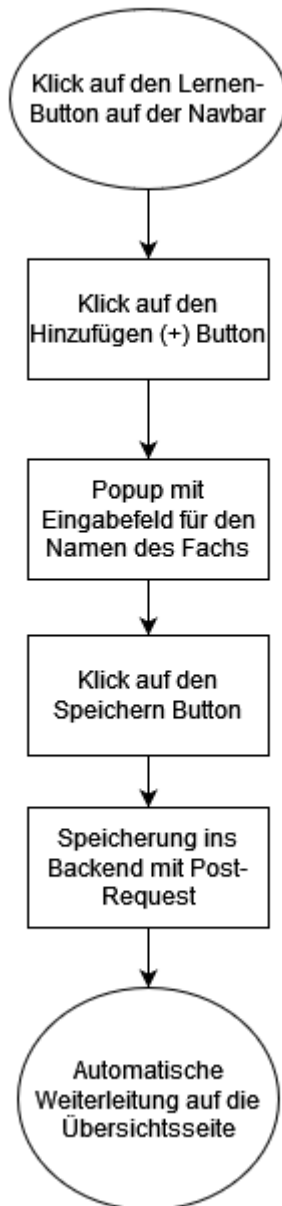 Klick auf den Lernen-
Button auf der Navbar
Klick auf den
Hinzufügen (+) Button
Popup mit
Eingabefeld für den
Namen des Fachs
Klick auf den
Speichern Button
Speicherung ins
Backend mit Post-
Request
Automatische
Weiterleitung auf die
Übersichtsseite